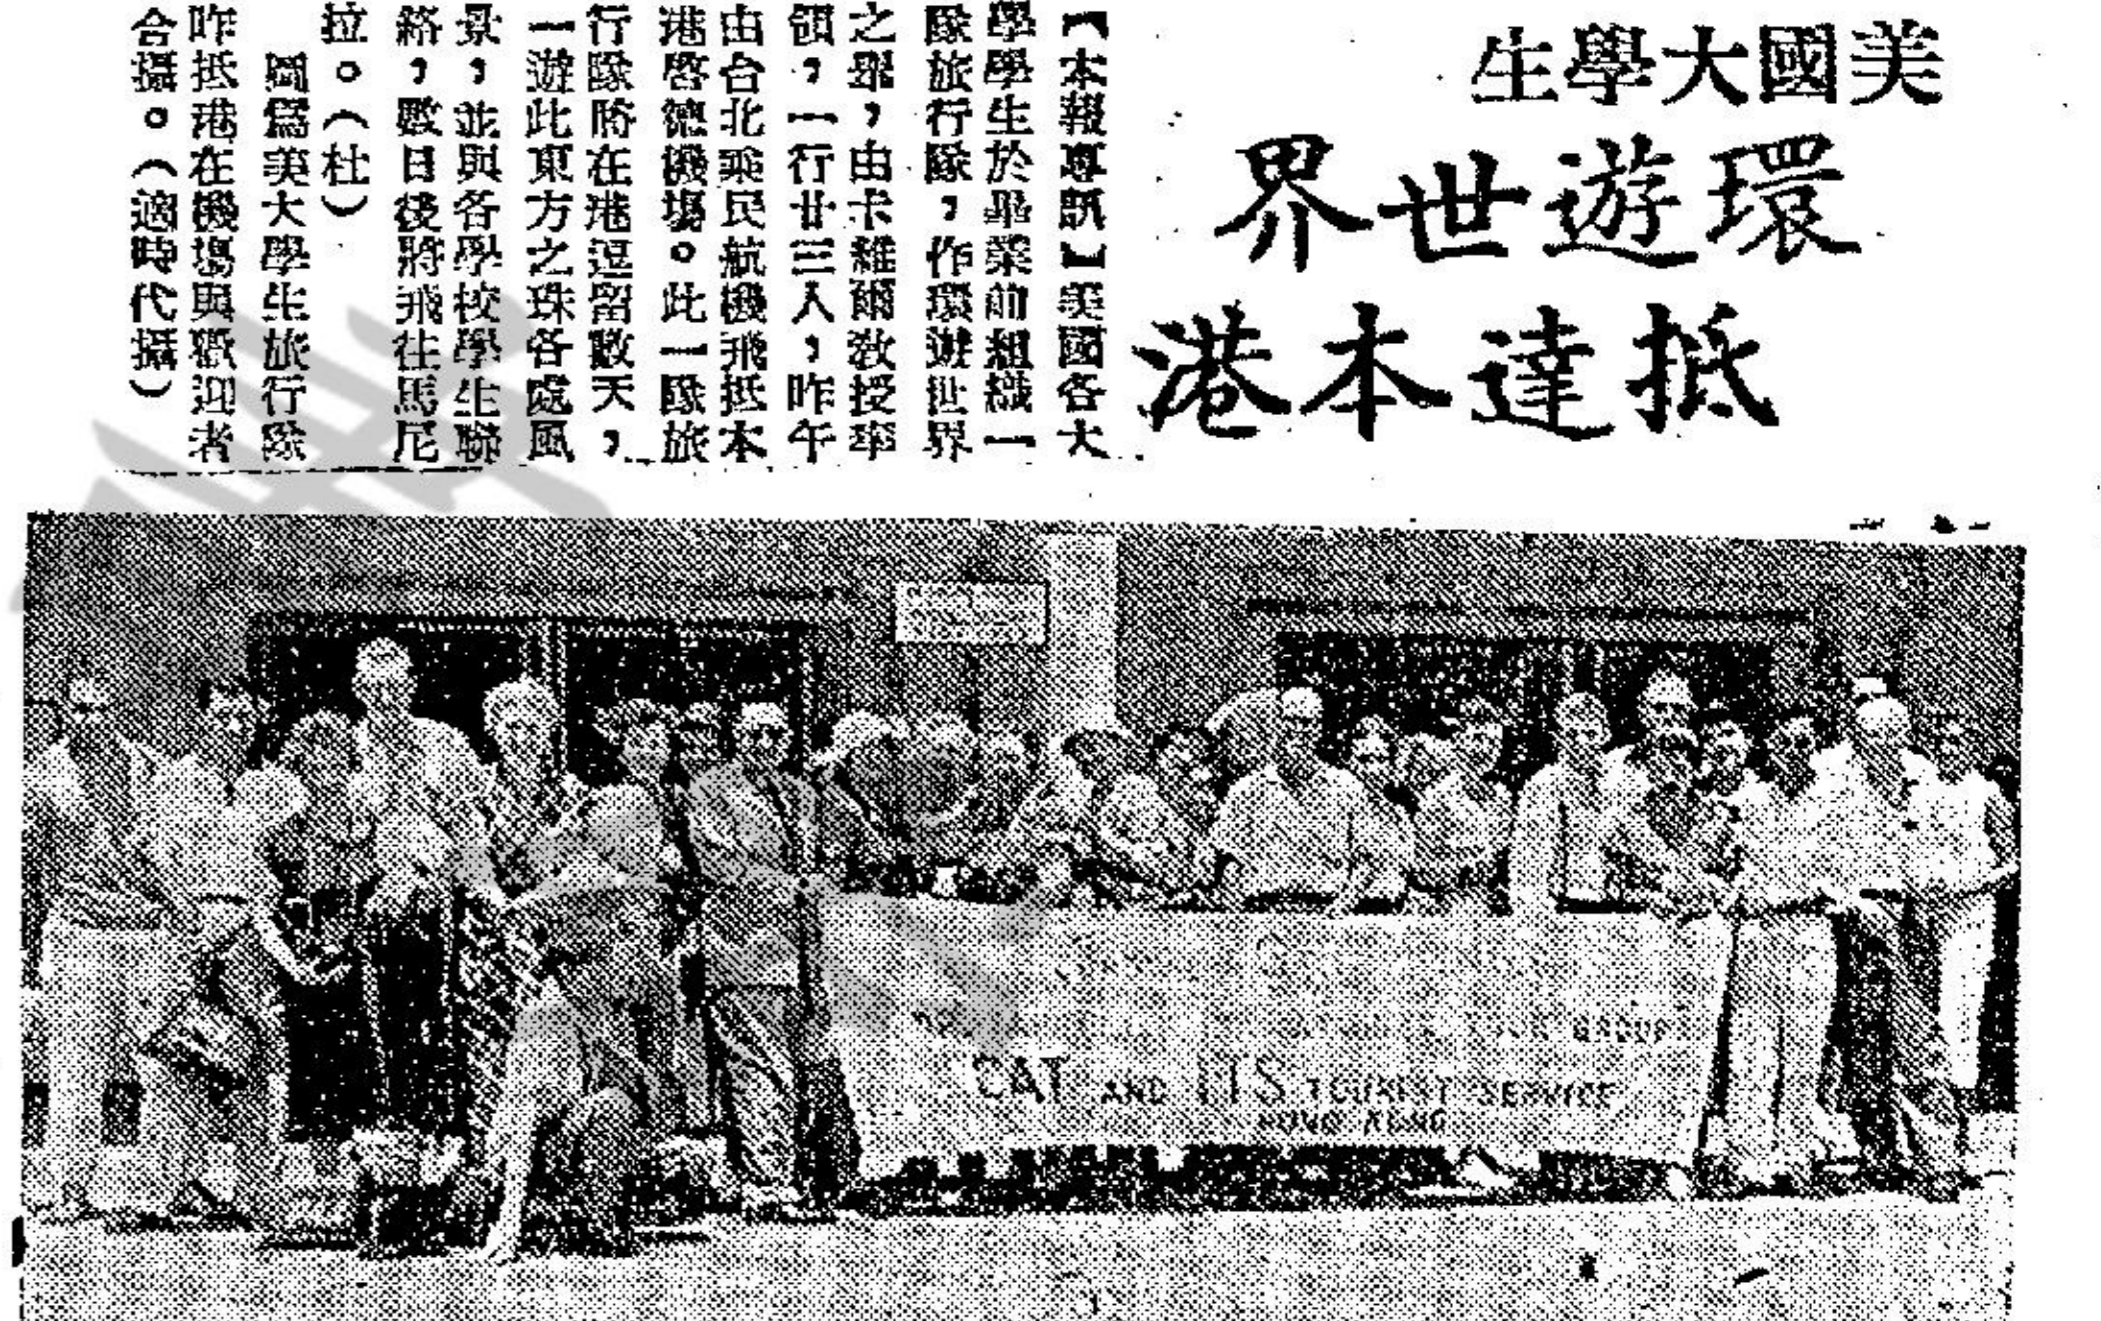 美國大學生
環遊世界
抵達本港
【本報專訊】美國各大
學學生於畢業前組織一
隊旅行隊，作環遊世界
之舉，由卡維爾教授率
領，一行廿三人，昨午
由台北乘民航機飛抵本
港啓德機塲。此一隊旅
行隊將在港逗留數天，
一遊此東方之珠各處風
景，並與各學校學生聯
絡，數日後將飛往馬尼
拉。（杜）
圖爲美大學生旅行隊
昨抵港在機塲與歡迎者
合攝。（適時代攝）
GROUP
CAT AND ITS TOURIST SERVICE
HONG KONG